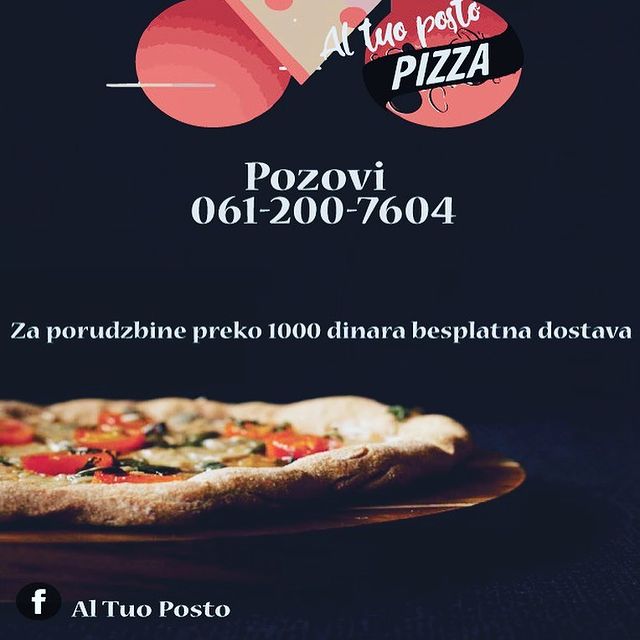 Al tuo posto
PIZZA
Pozovi
061-200-7604
Za porudzbine preko 1000 dinara besplatna dostava
f Al Tuo Posto